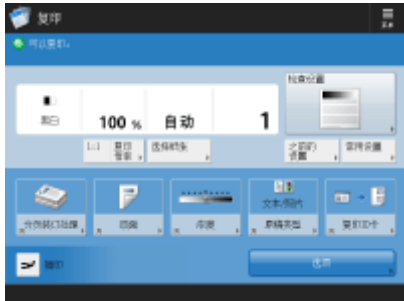 复印
可以复印。
检查设置
黑白
100 %
自动
1
1:1
复印倍率
选择纸张
之前的设置
常用设置
文本/照片
分页装订处理
双面
浓度
原稿类型
复印ID卡
选项